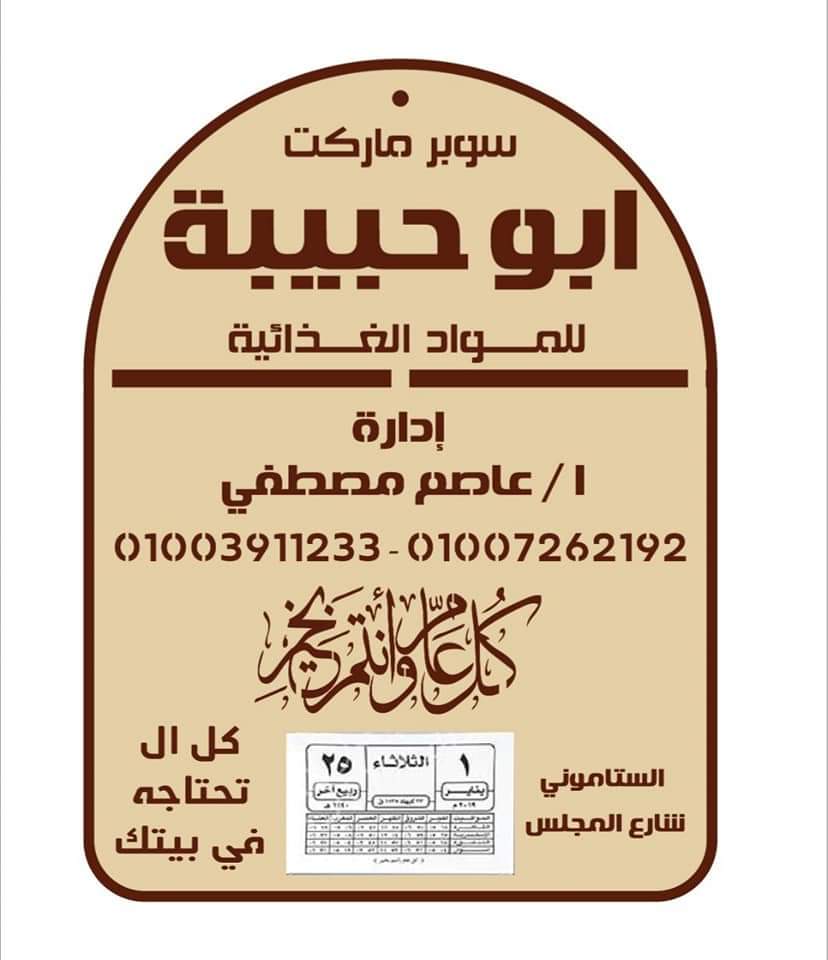 سوبر ماركت
ابو حبيبة
للمـــواد الغـــذائية
إدارة
ا / عاصم مصطفي
01003911233 - 01007262192
كل عام وأنتم بخير
الستاموني
شارع المجلس
١ الثلاثاء ٢٥
يناير ربيع آخر
٢٠١٩ م
كل ال
تحتاجه
في بيتك